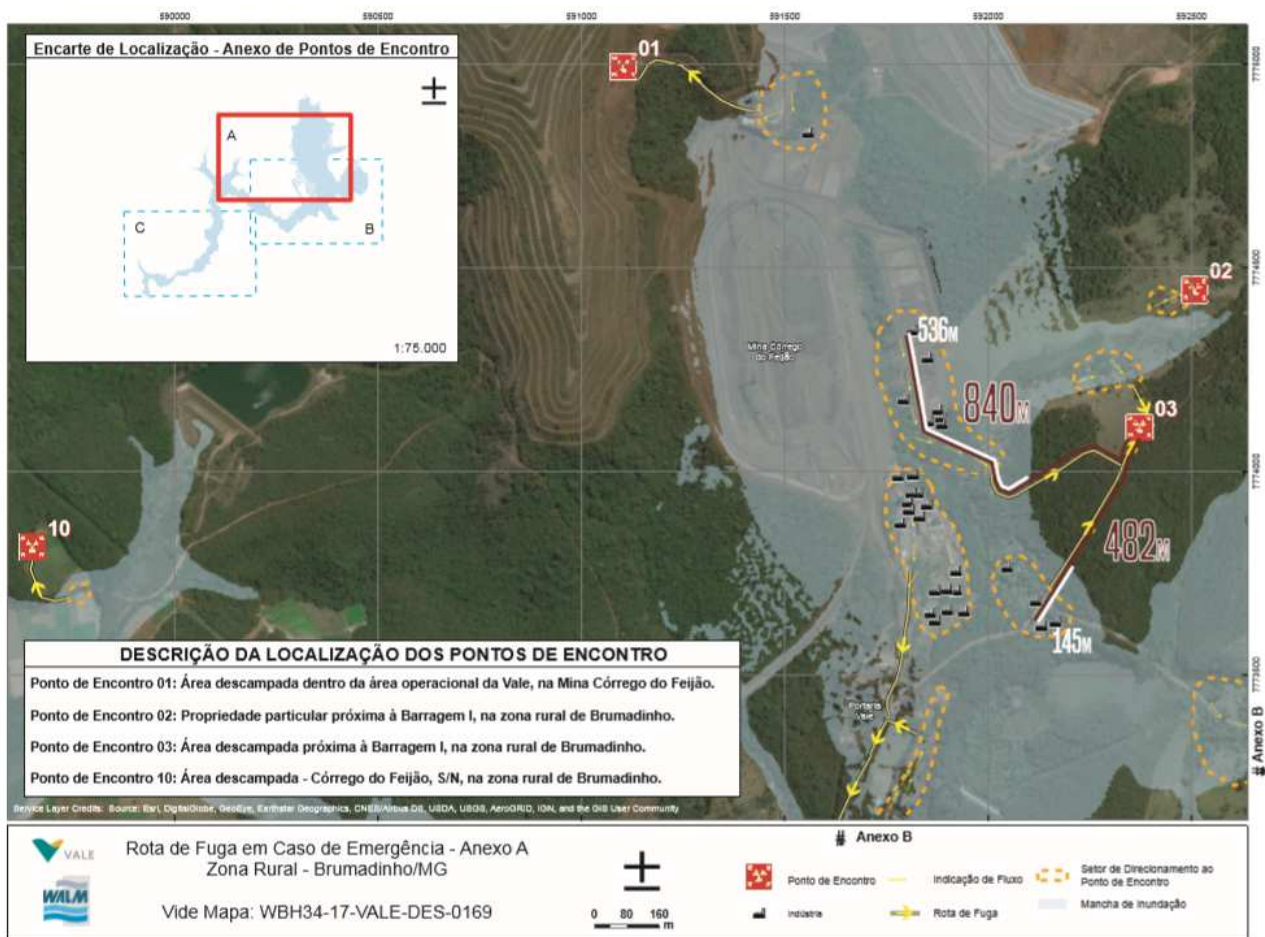 590000 590500 591000 591500 592000 592500
Encarte de Localização - Anexo de Pontos de Encontro
A
B
C
1:75.000
01
02
03
10
Mina Córrego
do Feijão
536M
840M
482M
145M
Portaria
Vale
7775000
7774500
7774000
7773500
Anexo B
DESCRIÇÃO DA LOCALIZAÇÃO DOS PONTOS DE ENCONTRO
Ponto de Encontro 01: Área descampada dentro da área operacional da Vale, na Mina Córrego do Feijão.
Ponto de Encontro 02: Propriedade particular próxima à Barragem I, na zona rural de Brumadinho.
Ponto de Encontro 03: Área descampada próxima à Barragem I, na zona rural de Brumadinho.
Ponto de Encontro 10: Área descampada - Córrego do Feijão, S/N, na zona rural de Brumadinho.
Service Layer Credits: Source: Esri, DigitalGlobe, GeoEye, Earthstar Geographics, CNES/Airbus DS, USDA, USGS, AeroGRID, IGN, and the GIS User Community
VALE
WALM
Rota de Fuga em Caso de Emergência - Anexo A
Zona Rural - Brumadinho/MG
Vide Mapa: WBH34-17-VALE-DES-0169
0 80 160
m
Anexo B
Ponto de Encontro
Indicação de Fluxo
Setor de Direcionamento ao
Ponto de Encontro
Indústria
Rota de Fuga
Mancha de Inundação